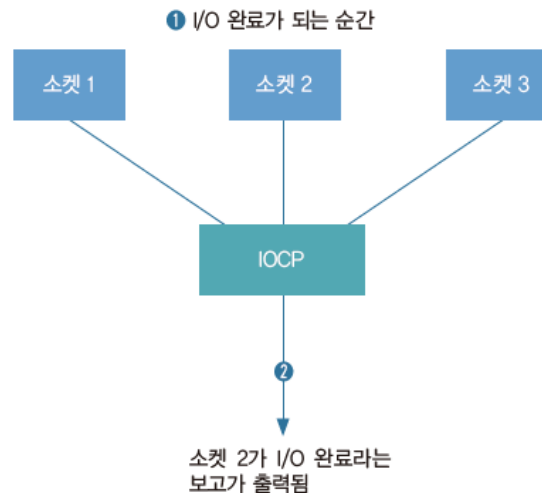 ❶ I/O 완료가 되는 순간
소켓 1
소켓 2
소켓 3
IOCP
❷
소켓 2가 I/O 완료라는
보고가 출력됨